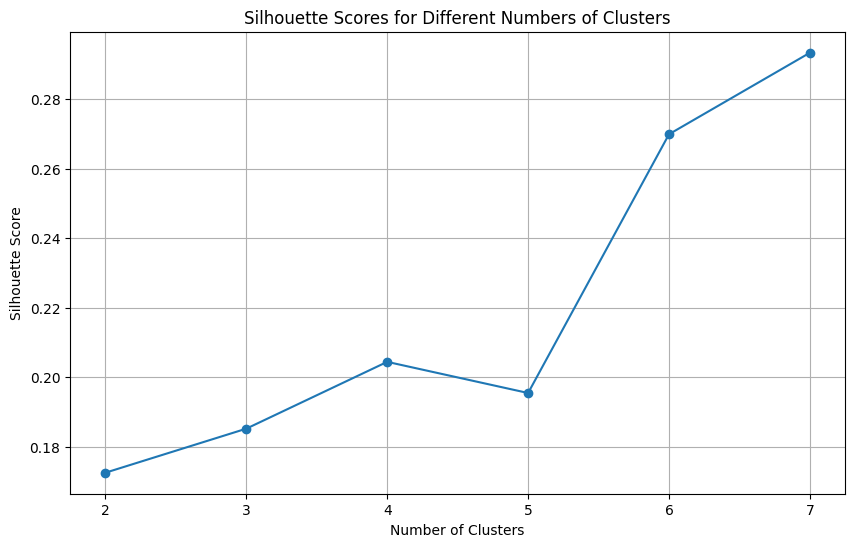 Silhouette Scores for Different Numbers of Clusters
Silhouette Score
0.28
0.26
0.24
0.22
0.20
0.18
2 3 4 5 6 7
Number of Clusters